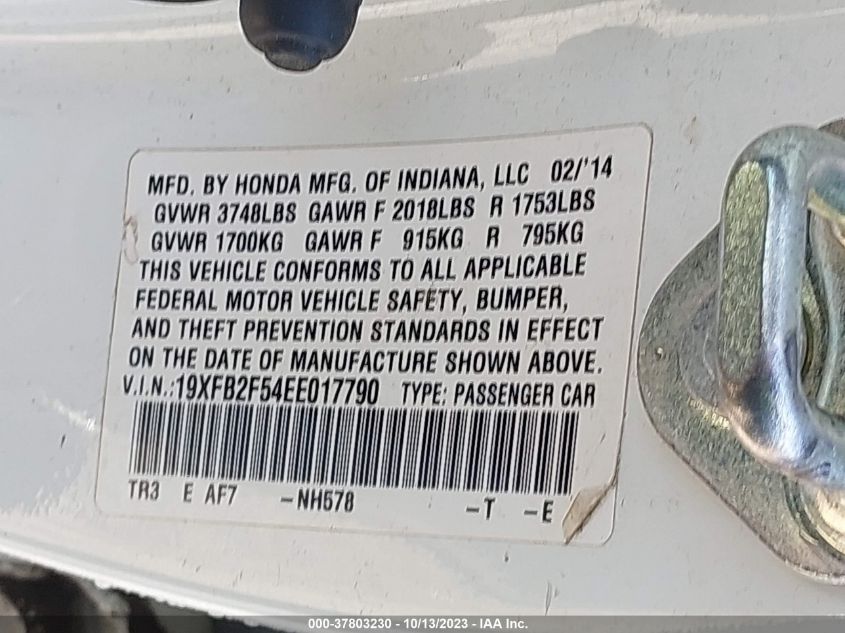 MFD. BY HONDA MFG. OF INDIANA, LLC 02/'14
GVWR 3748LBS GAWR F 2018LBS R 1753LBS
GVWR 1700KG GAWR F 915KG R 795KG
THIS VEHICLE CONFORMS TO ALL APPLICABLE
FEDERAL MOTOR VEHICLE SAFETY, BUMPER,
AND THEFT PREVENTION STANDARDS IN EFFECT
ON THE DATE OF MANUFACTURE SHOWN ABOVE.
V.I.N.:19XFB2F54EE017790 TYPE: PASSENGER CAR
TR3 E AF7 -NH578 -T -E
000-37803230 - 10/13/2023 - IAA Inc.